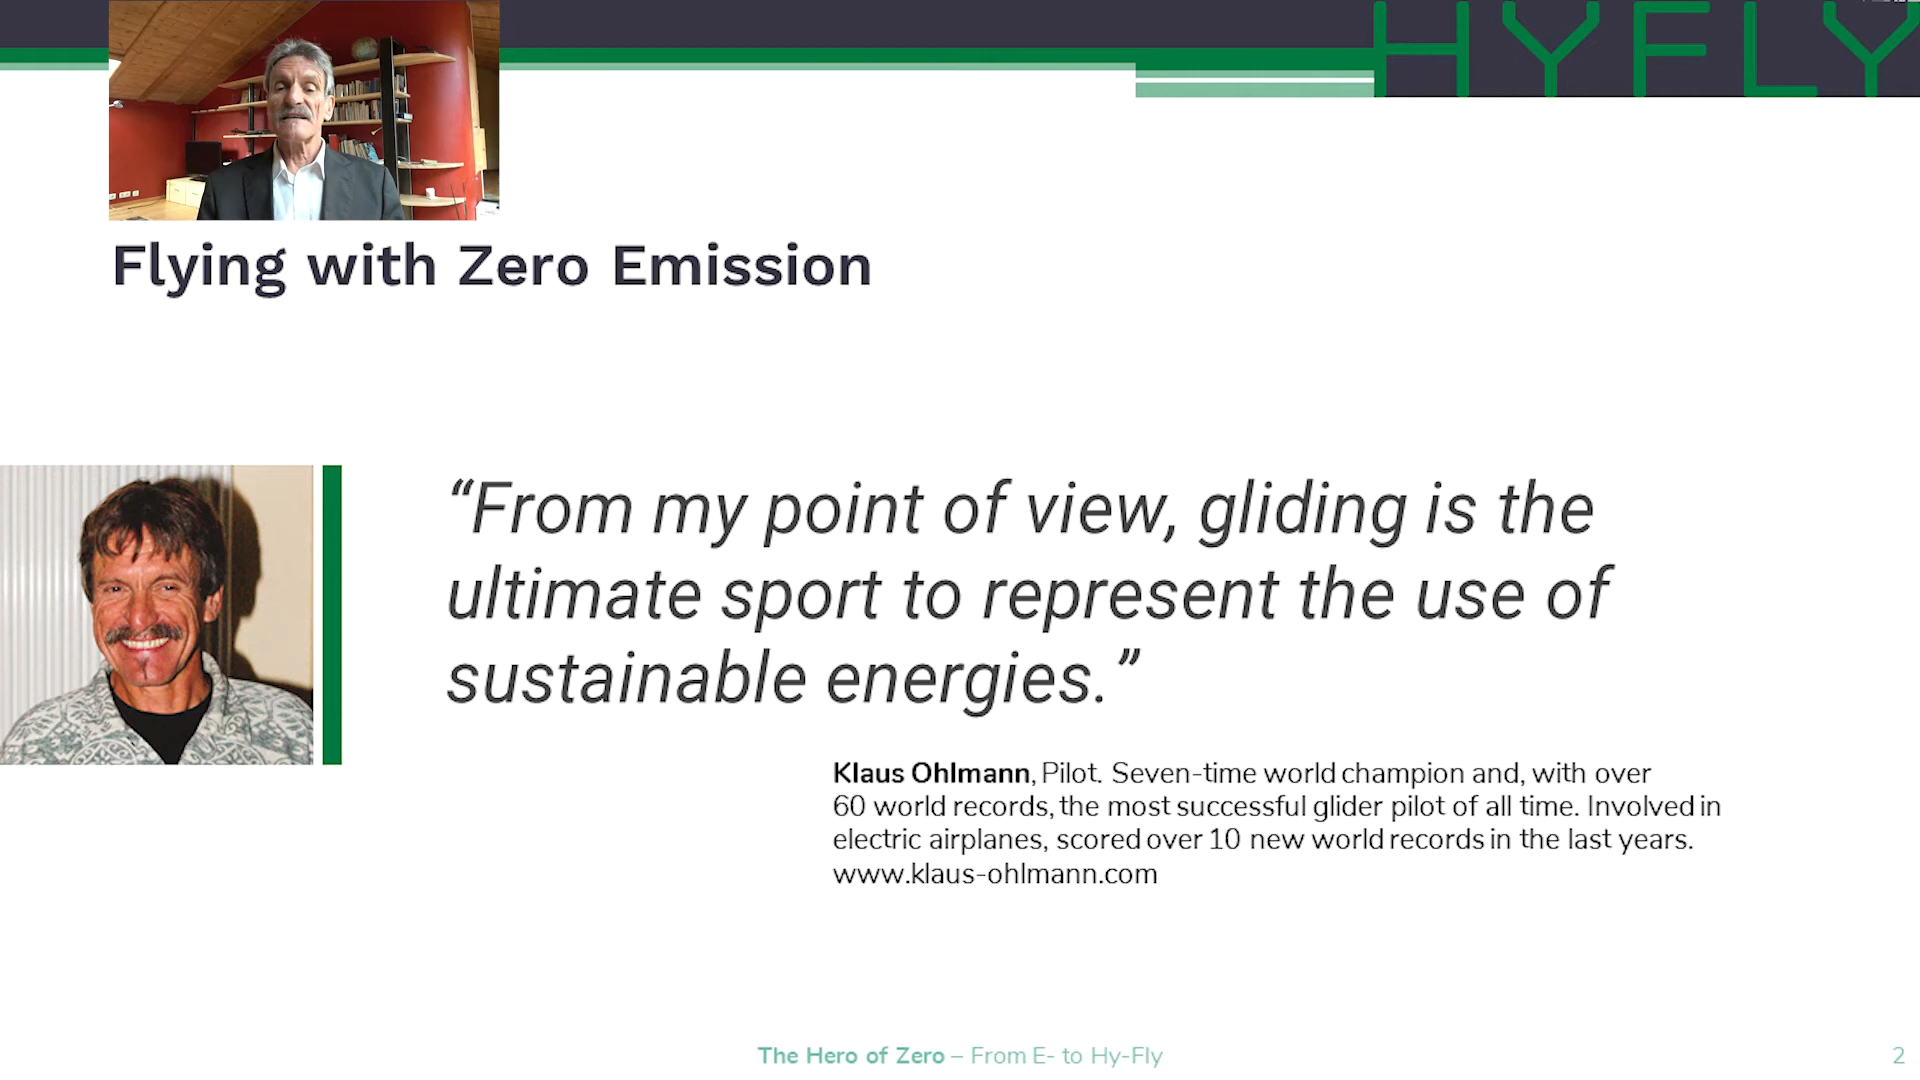 HYFLY
Flying with Zero Emission
“From my point of view, gliding is the
ultimate sport to represent the use of
sustainable energies.”
Klaus Ohlmann, Pilot. Seven-time world champion and, with over
60 world records, the most successful glider pilot of all time. Involved in
electric airplanes, scored over 10 new world records in the last years.
www.klaus-ohlmann.com
The Hero of Zero – From E- to Hy-Fly
2